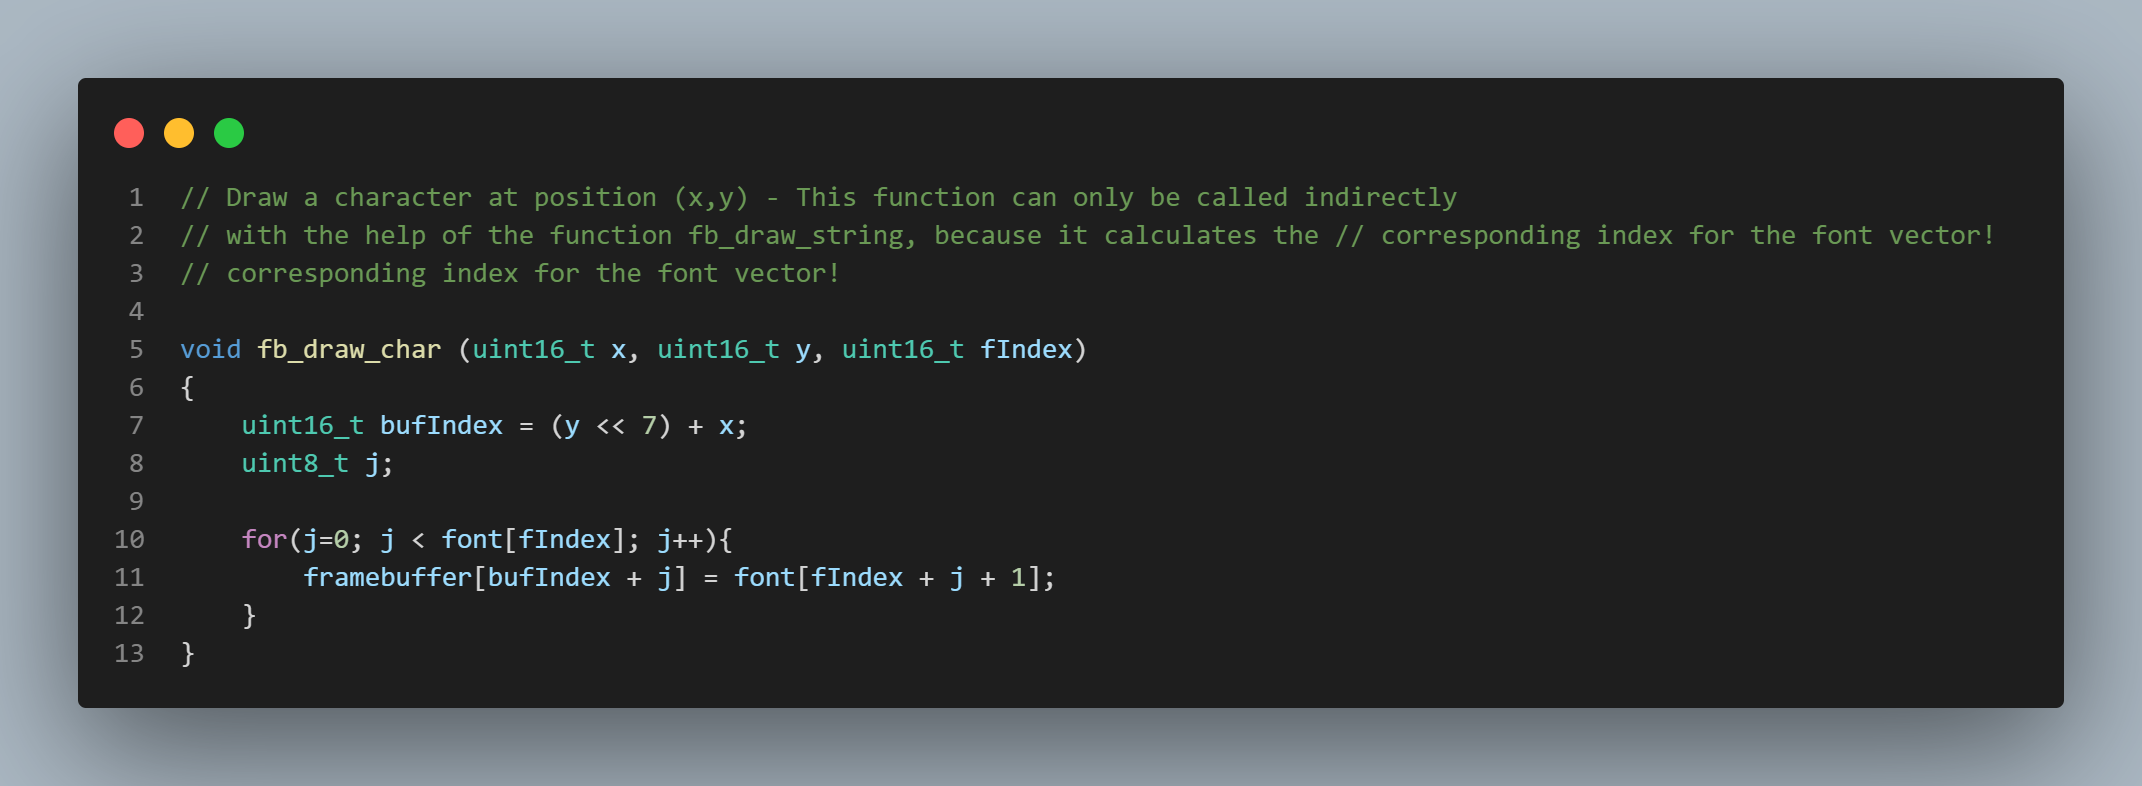 1 // Draw a character at position (x,y) - This function can only be called indirectly
2 // with the help of the function fb_draw_string, because it calculates the // corresponding index for the font vector!
3 // corresponding index for the font vector!
4
5 void fb_draw_char (uint16_t x, uint16_t y, uint16_t fIndex)
6 {
7     uint16_t bufIndex = (y << 7) + x;
8     uint8_t j;
9
10     for(j=0; j < font[fIndex]; j++){
11         framebuffer[bufIndex + j] = font[fIndex + j + 1];
12     }
13 }